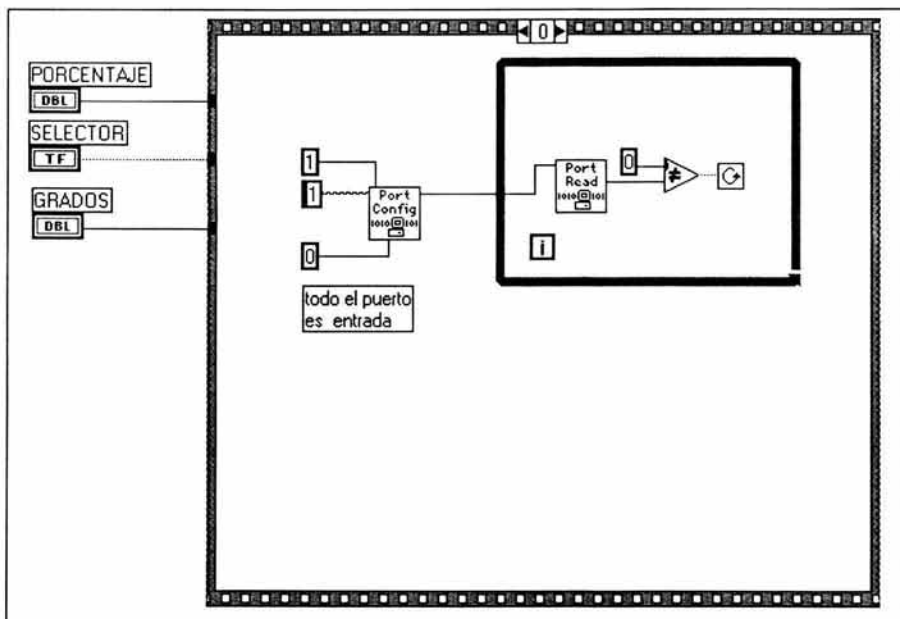 0
PORCENTAJE
DBL
SELECTOR
TF
GRADOS
DBL
1
1
0
Port
Config
todo el puerto
es entrada
Port
Read
0
≠
i